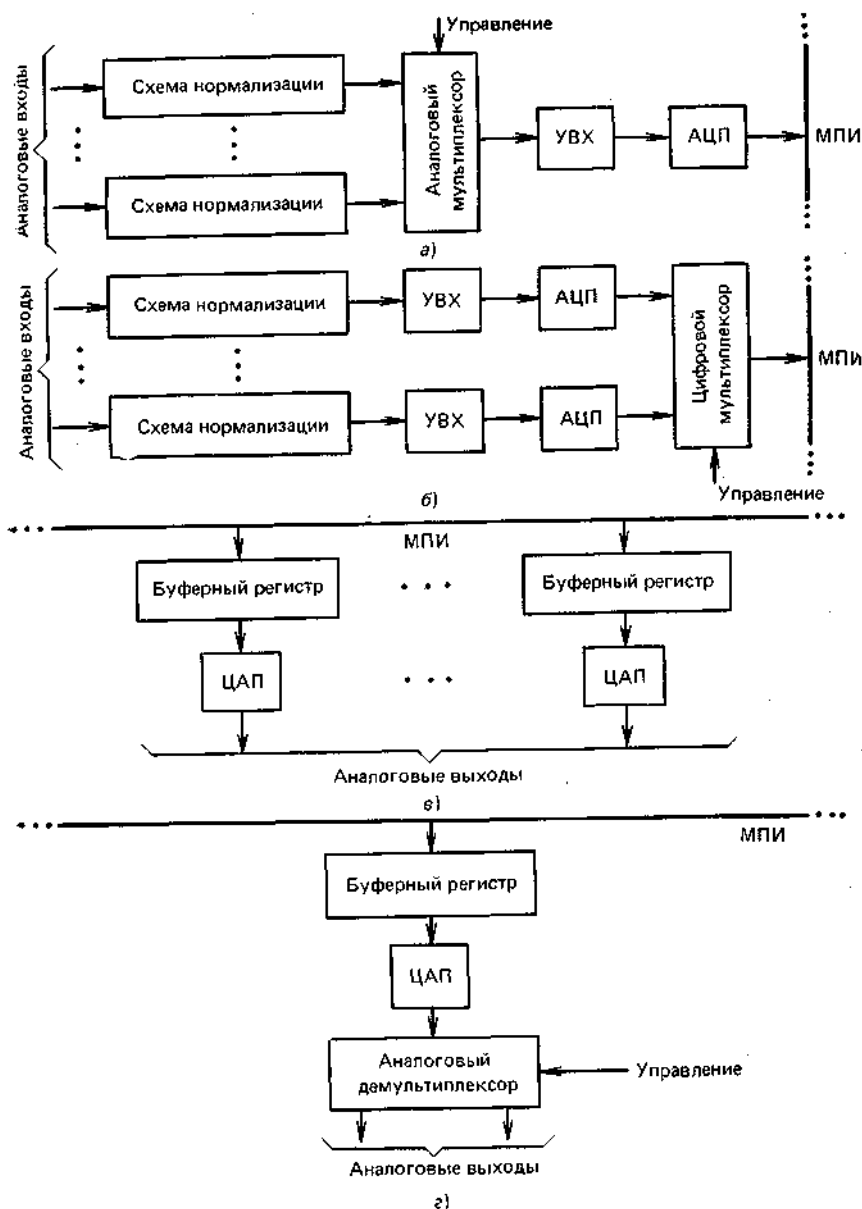 Управление
Аналоговые входы
Схема нормализации
Аналоговый
мультиплексор
УВХ
АЦП
МПИ
Схема нормализации
а)
Аналоговые входы
Схема нормализации
УВХ
АЦП
Цифровой
мультиплексор
МПИ
Схема нормализации
УВХ
АЦП
Управление
б)
МПИ
Буферный регистр
Буферный регистр
ЦАП
ЦАП
Аналоговые выходы
в)
МПИ
Буферный регистр
ЦАП
Аналоговый
демультиплексор
Управление
Аналоговые выходы
г)